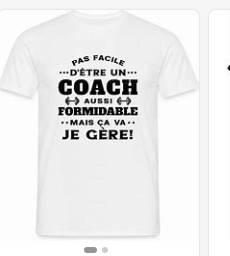 PAS FACILE
D'ÊTRE UN
COACH
AUSSI
FORMIDABLE
MAIS ÇA VA
JE GÈRE!